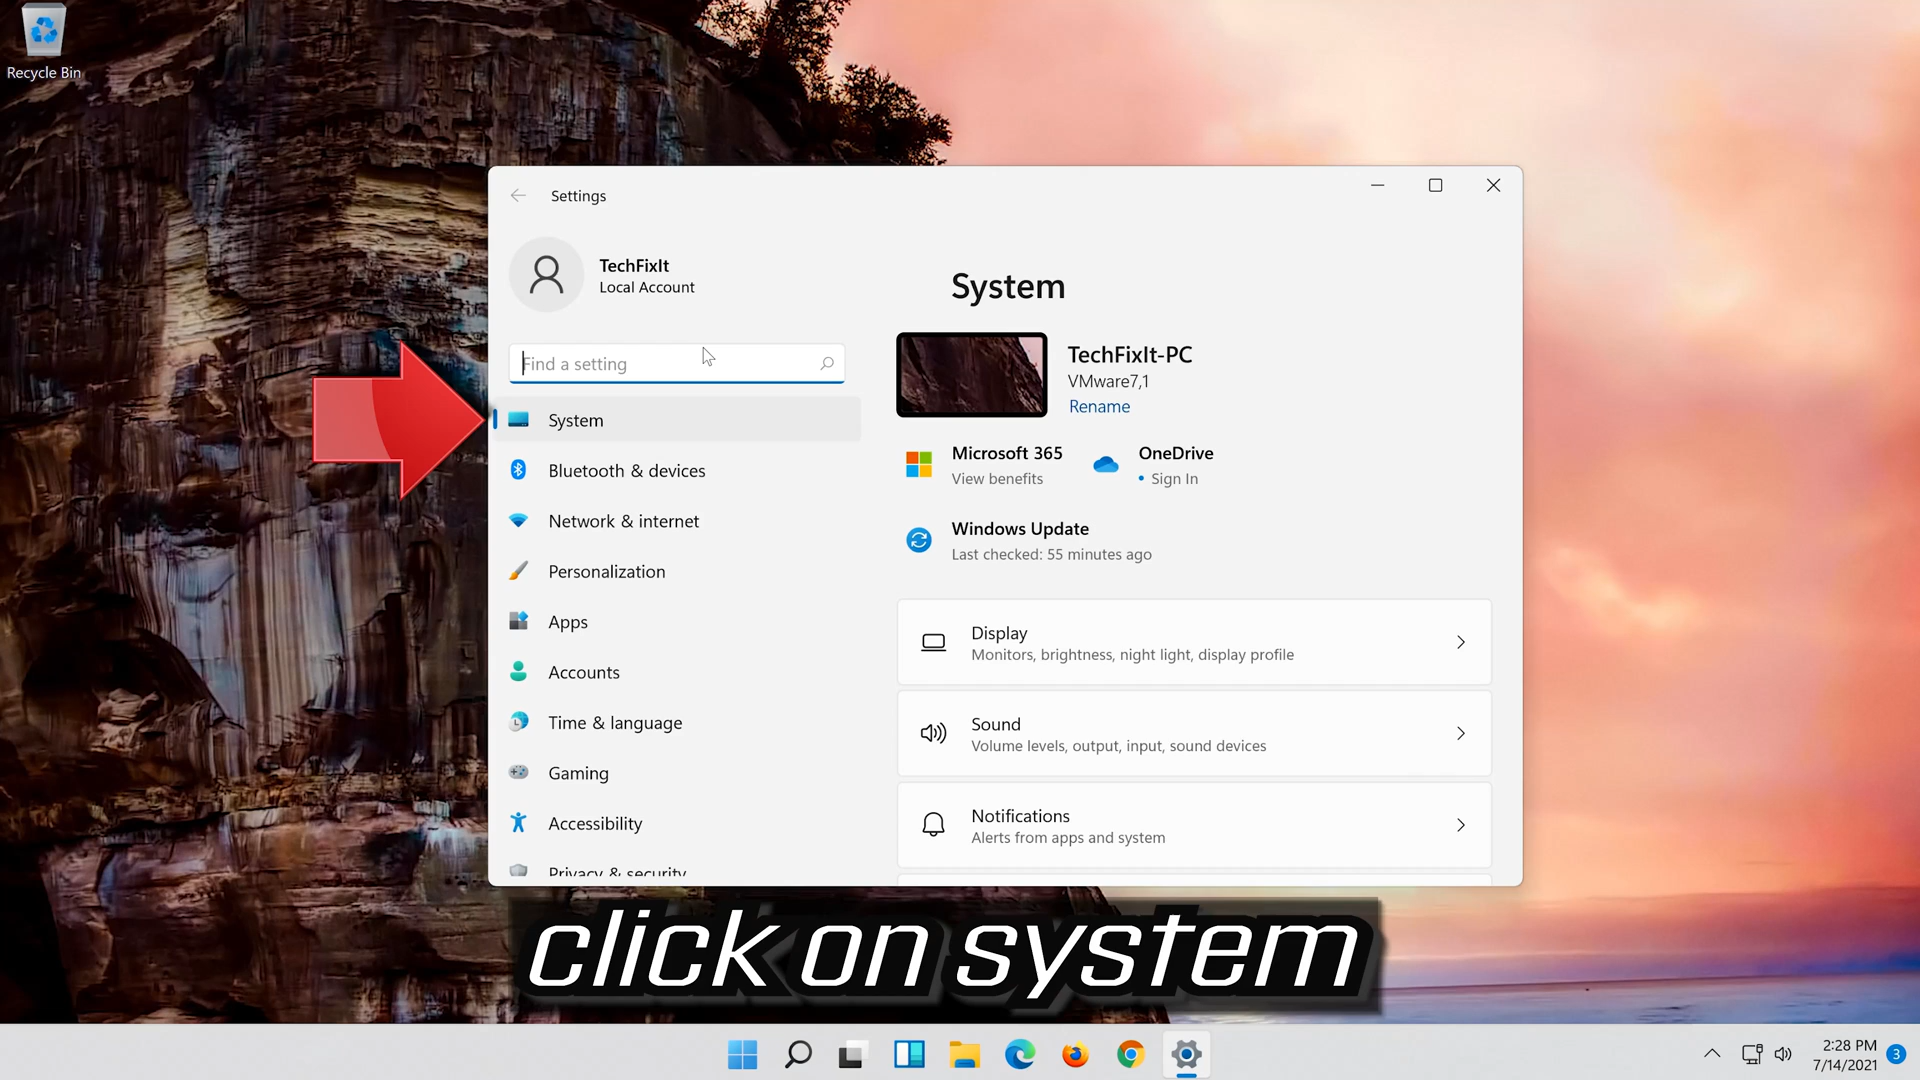 Recycle Bin
Settings
TechFixIt
Local Account
Find a setting
System
Bluetooth & devices
Network & internet
Personalization
Apps
Accounts
Time & language
Gaming
Accessibility
Privacy & security
System
TechFixIt-PC
VMware7,1
Rename
Microsoft 365
View benefits
OneDrive
• Sign In
Windows Update
Last checked: 55 minutes ago
Display
Monitors, brightness, night light, display profile
Sound
Volume levels, output, input, sound devices
Notifications
Alerts from apps and system
click on system
2:28 PM
7/14/2021
3